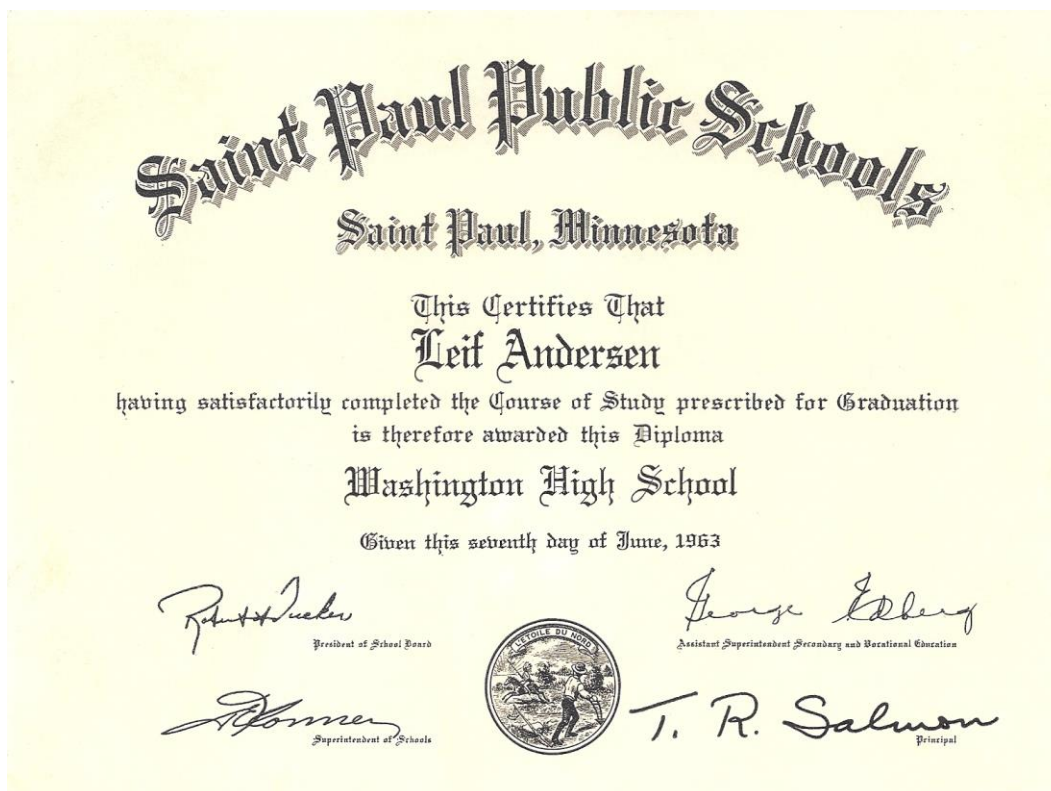 Saint Paul Public Schools
Saint Paul, Minnesota
This Certifies That
Leif Andersen
having satisfactorily completed the Course of Study prescribed for Graduation
is therefore awarded this Diploma
Washington High School
Given this seventh day of June, 1963
George Edberg
President of School Board
Assistant Superintendent Secondary and Vocational Education
L'ETOILE DU NORD
T. R. Salmon
Superintendent of Schools
Principal